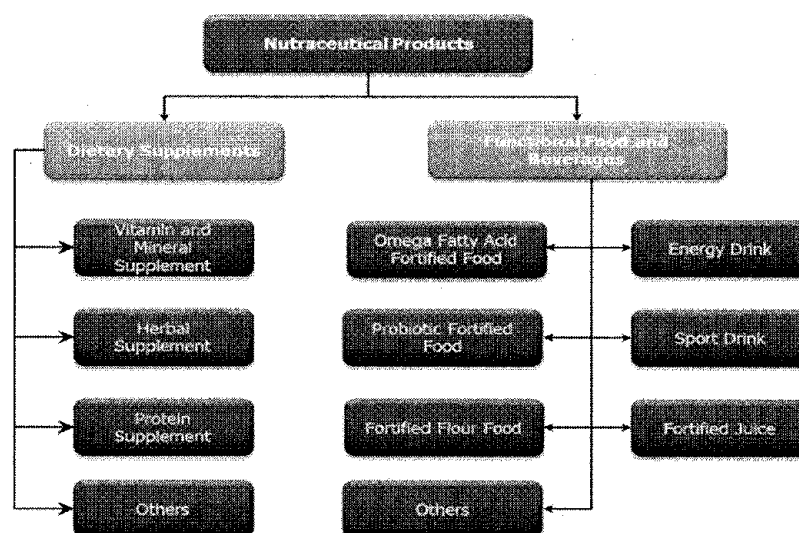 Nutraceutical Products
Dietary Supplements
Functional Food and
Beverages
Vitamin and
Mineral
Supplement
Herbal
Supplement
Protein
Supplement
Others
Omega Fatty Acid
Fortified Food
Probiotic Fortified
Food
Fortified Flour Food
Others
Energy Drink
Sport Drink
Fortified Juice